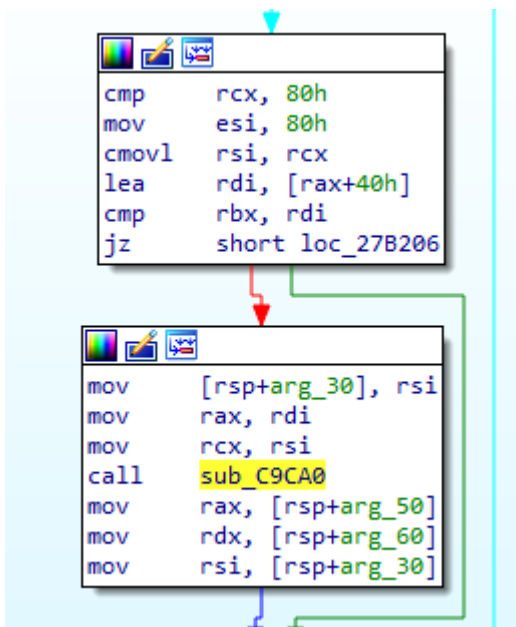 cmp rcx, 80h
mov esi, 80h
cmovl rsi, rcx
lea rdi, [rax+40h]
cmp rbx, rdi
jz short loc_27B206
mov [rsp+arg_30], rsi
mov rax, rdi
mov rcx, rsi
call sub_C9CA0
mov rax, [rsp+arg_50]
mov rdx, [rsp+arg_60]
mov rsi, [rsp+arg_30]